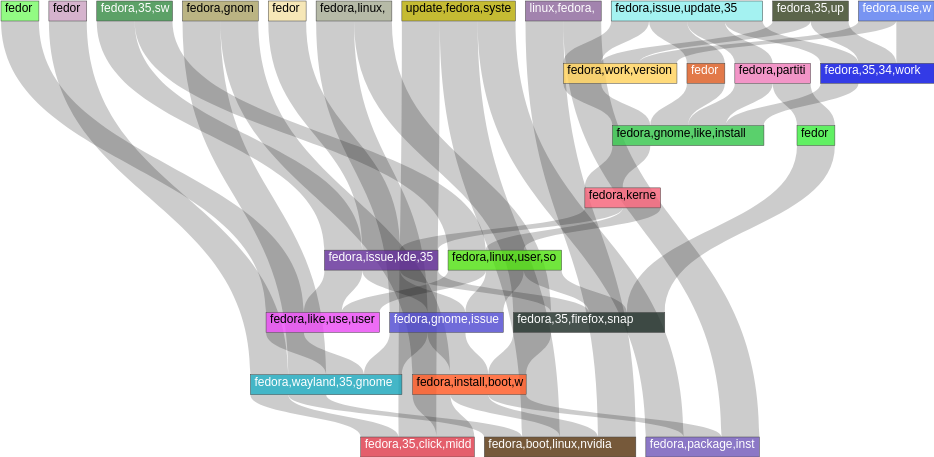 fedor
fedor
fedora,35,sw
fedora,gnom
fedor
fedora,linux,
update,fedora,syste
linux,fedora,
fedora,issue,update,35
fedora,35,up
fedora,use,w
fedora,work,version
fedor
fedora,partiti
fedora,35,34,work
fedora,gnome,like,install
fedor
fedora,kerne
fedora,issue,kde,35
fedora,linux,user,so
fedora,like,use,user
fedora,gnome,issue
fedora,35,firefox,snap
fedora,wayland,35,gnome
fedora,install,boot,w
fedora,35,click,midd
fedora,boot,linux,nvidia
fedora,package,inst